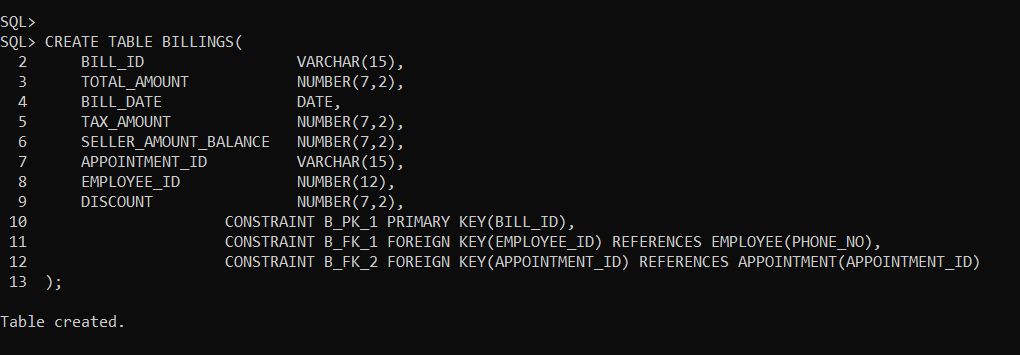 SQL>
SQL> CREATE TABLE BILLINGS(
  2      BILL_ID                 VARCHAR(15),
  3      TOTAL_AMOUNT            NUMBER(7,2),
  4      BILL_DATE               DATE,
  5      TAX_AMOUNT              NUMBER(7,2),
  6      SELLER_AMOUNT_BALANCE   NUMBER(7,2),
  7      APPOINTMENT_ID          VARCHAR(15),
  8      EMPLOYEE_ID             NUMBER(12),
  9      DISCOUNT                NUMBER(7,2),
 10                      CONSTRAINT B_PK_1 PRIMARY KEY(BILL_ID),
 11                      CONSTRAINT B_FK_1 FOREIGN KEY(EMPLOYEE_ID) REFERENCES EMPLOYEE(PHONE_NO),
 12                      CONSTRAINT B_FK_2 FOREIGN KEY(APPOINTMENT_ID) REFERENCES APPOINTMENT(APPOINTMENT_ID)
 13  );
Table created.